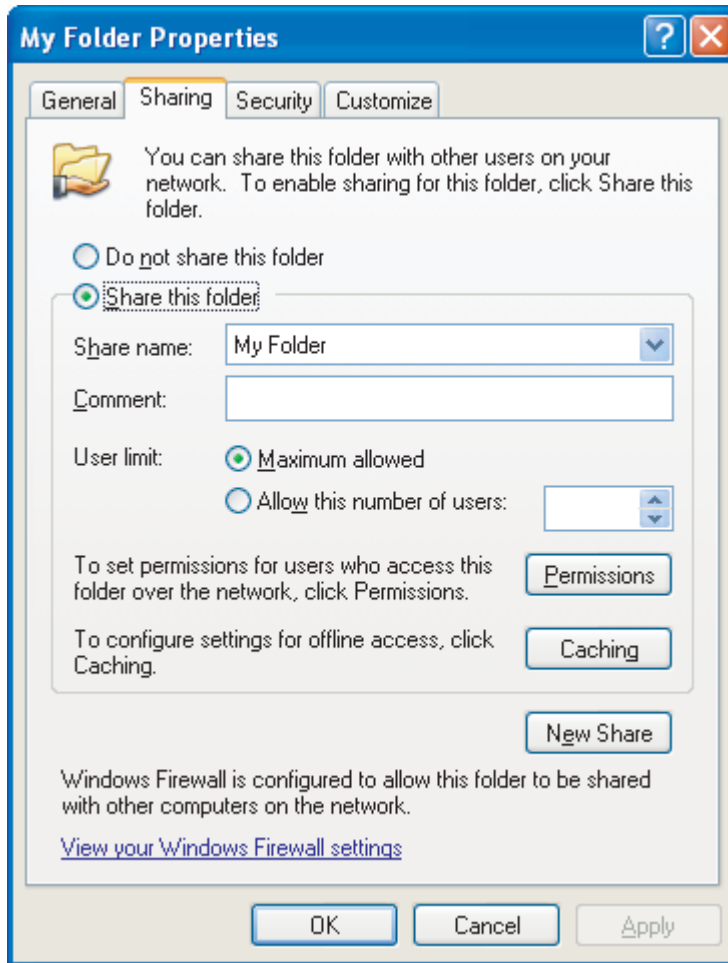 My Folder Properties
General Sharing Security Customize
You can share this folder with other users on your
network. To enable sharing for this folder, click Share this
folder.
Do not share this folder
Share this folder
Share name: My Folder
Comment:
User limit: Maximum allowed
Allow this number of users:
To set permissions for users who access this
folder over the network, click Permissions.
Permissions
To configure settings for offline access, click
Caching.
Caching
New Share
Windows Firewall is configured to allow this folder to be shared
with other computers on the network.
View your Windows Firewall settings
OK Cancel Apply